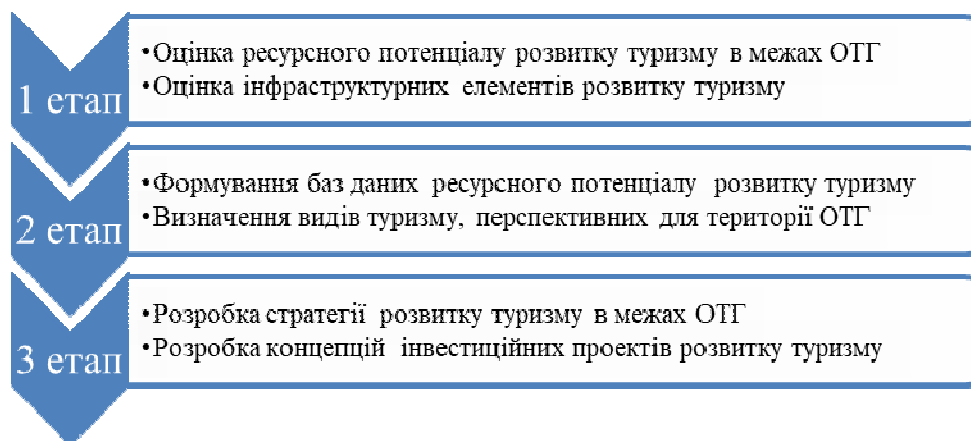 1 етап
•Оцінка ресурсного потенціалу розвитку туризму в межах ОТГ
•Оцінка інфраструктурних елементів розвитку туризму
2 етап
•Формування баз даних ресурсного потенціалу розвитку туризму
•Визначення видів туризму, перспективних для території ОТГ
3 етап
•Розробка стратегії розвитку туризму в межах ОТГ
•Розробка концепцій інвестиційних проектів розвитку туризму